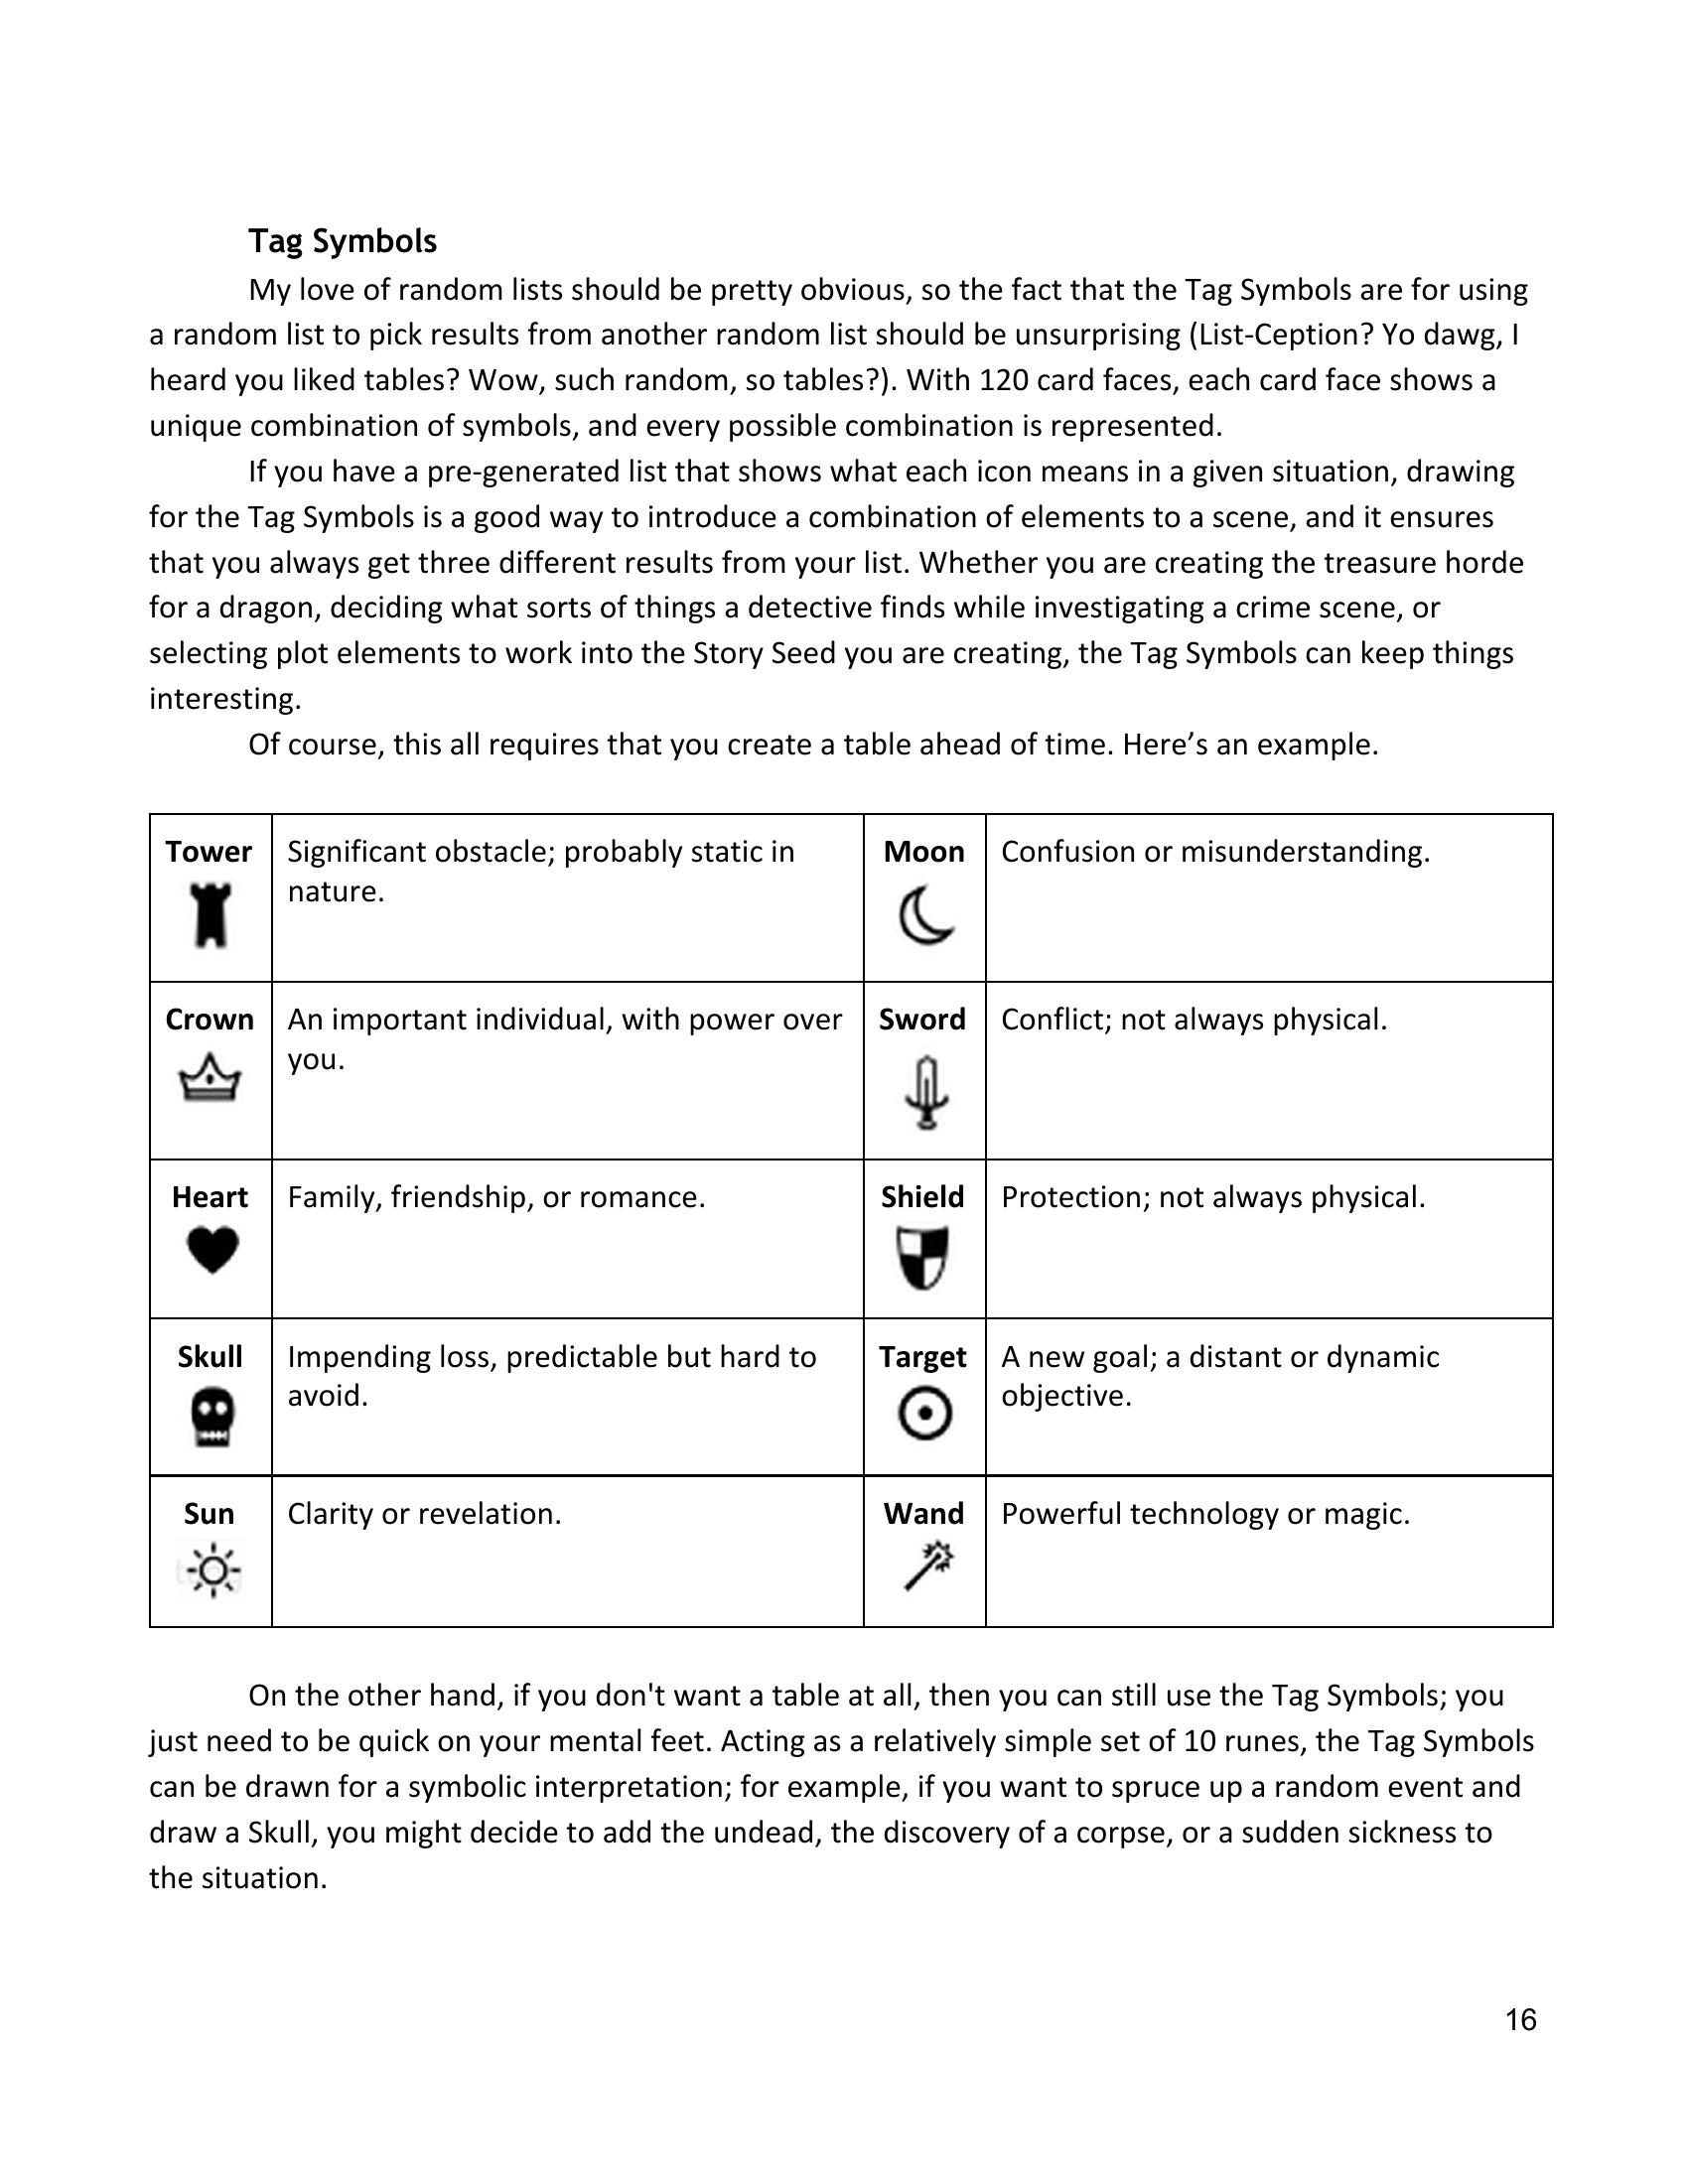 Tag Symbols
My love of random lists should be pretty obvious, so the fact that the Tag Symbols are for using
a random list to pick results from another random list should be unsurprising (List-Ception? Yo dawg, I
heard you liked tables? Wow, such random, so tables?). With 120 card faces, each card face shows a
unique combination of symbols, and every possible combination is represented.
If you have a pre-generated list that shows what each icon means in a given situation, drawing
for the Tag Symbols is a good way to introduce a combination of elements to a scene, and it ensures
that you always get three different results from your list. Whether you are creating the treasure horde
for a dragon, deciding what sorts of things a detective finds while investigating a crime scene, or
selecting plot elements to work into the Story Seed you are creating, the Tag Symbols can keep things
interesting.
Of course, this all requires that you create a table ahead of time. Here’s an example.
Tower
Significant obstacle; probably static in
nature.
Moon
Confusion or misunderstanding.
Crown
An important individual, with power over
you.
Sword
Conflict; not always physical.
Heart
Family, friendship, or romance.
Shield
Protection; not always physical.
Skull
Impending loss, predictable but hard to
avoid.
Target
A new goal; a distant or dynamic
objective.
Sun
Clarity or revelation.
Wand
Powerful technology or magic.
On the other hand, if you don't want a table at all, then you can still use the Tag Symbols; you
just need to be quick on your mental feet. Acting as a relatively simple set of 10 runes, the Tag Symbols
can be drawn for a symbolic interpretation; for example, if you want to spruce up a random event and
draw a Skull, you might decide to add the undead, the discovery of a corpse, or a sudden sickness to
the situation.
16